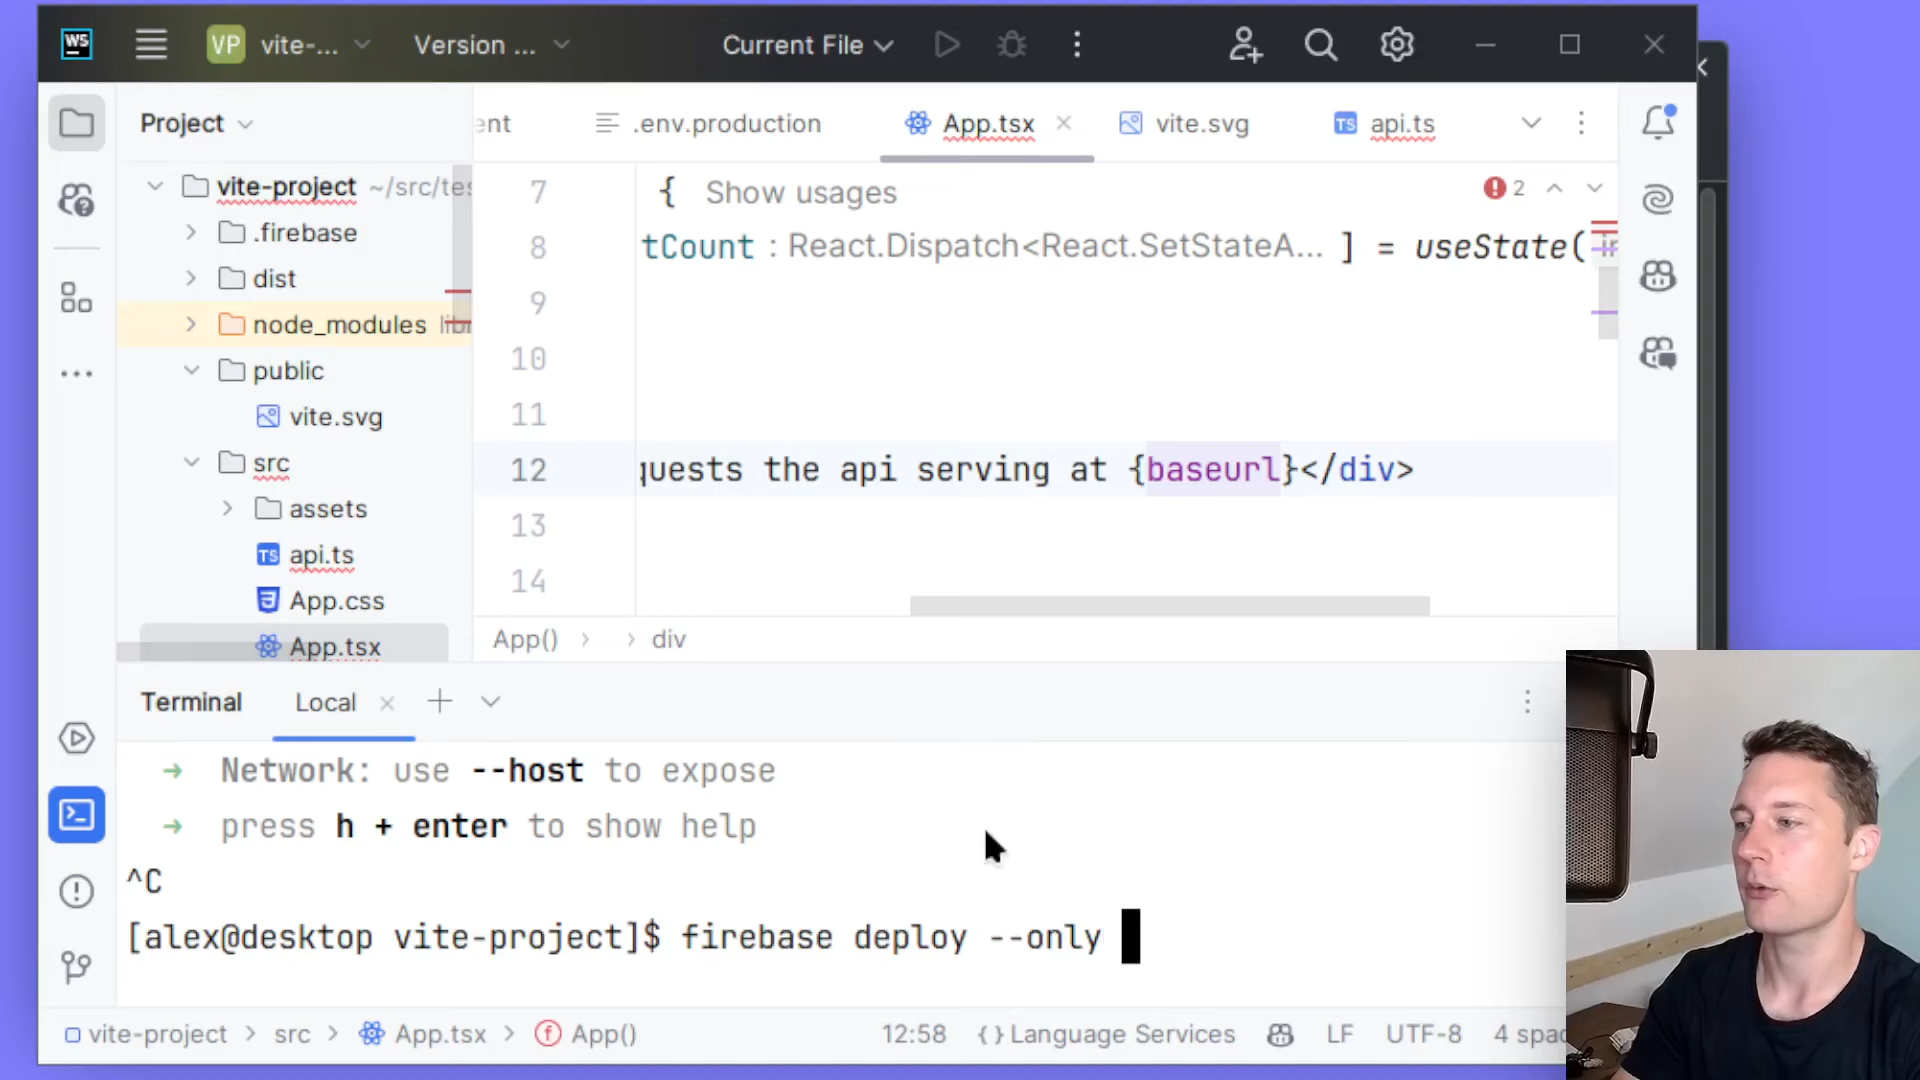 WS VP vite-... Version ... Current File
Project ent .env.production App.tsx vite.svg TS api.ts
vite-project ~/src/tes
.firebase
dist
node_modules
public
vite.svg
src
assets
TS api.ts
App.css
App.tsx
7 { Show usages 2
8 tCount : React.Dispatch<React.SetStateA... ] = useState(
9
10
11
12 quests the api serving at {baseurl}</div>
13
14
App() > > div
Terminal Local
➜ Network: use --host to expose
➜ press h + enter to show help
^C
[alex@desktop vite-project]$ firebase deploy --only
vite-project > src > App.tsx > App() 12:58 {} Language Services LF UTF-8 4 spac